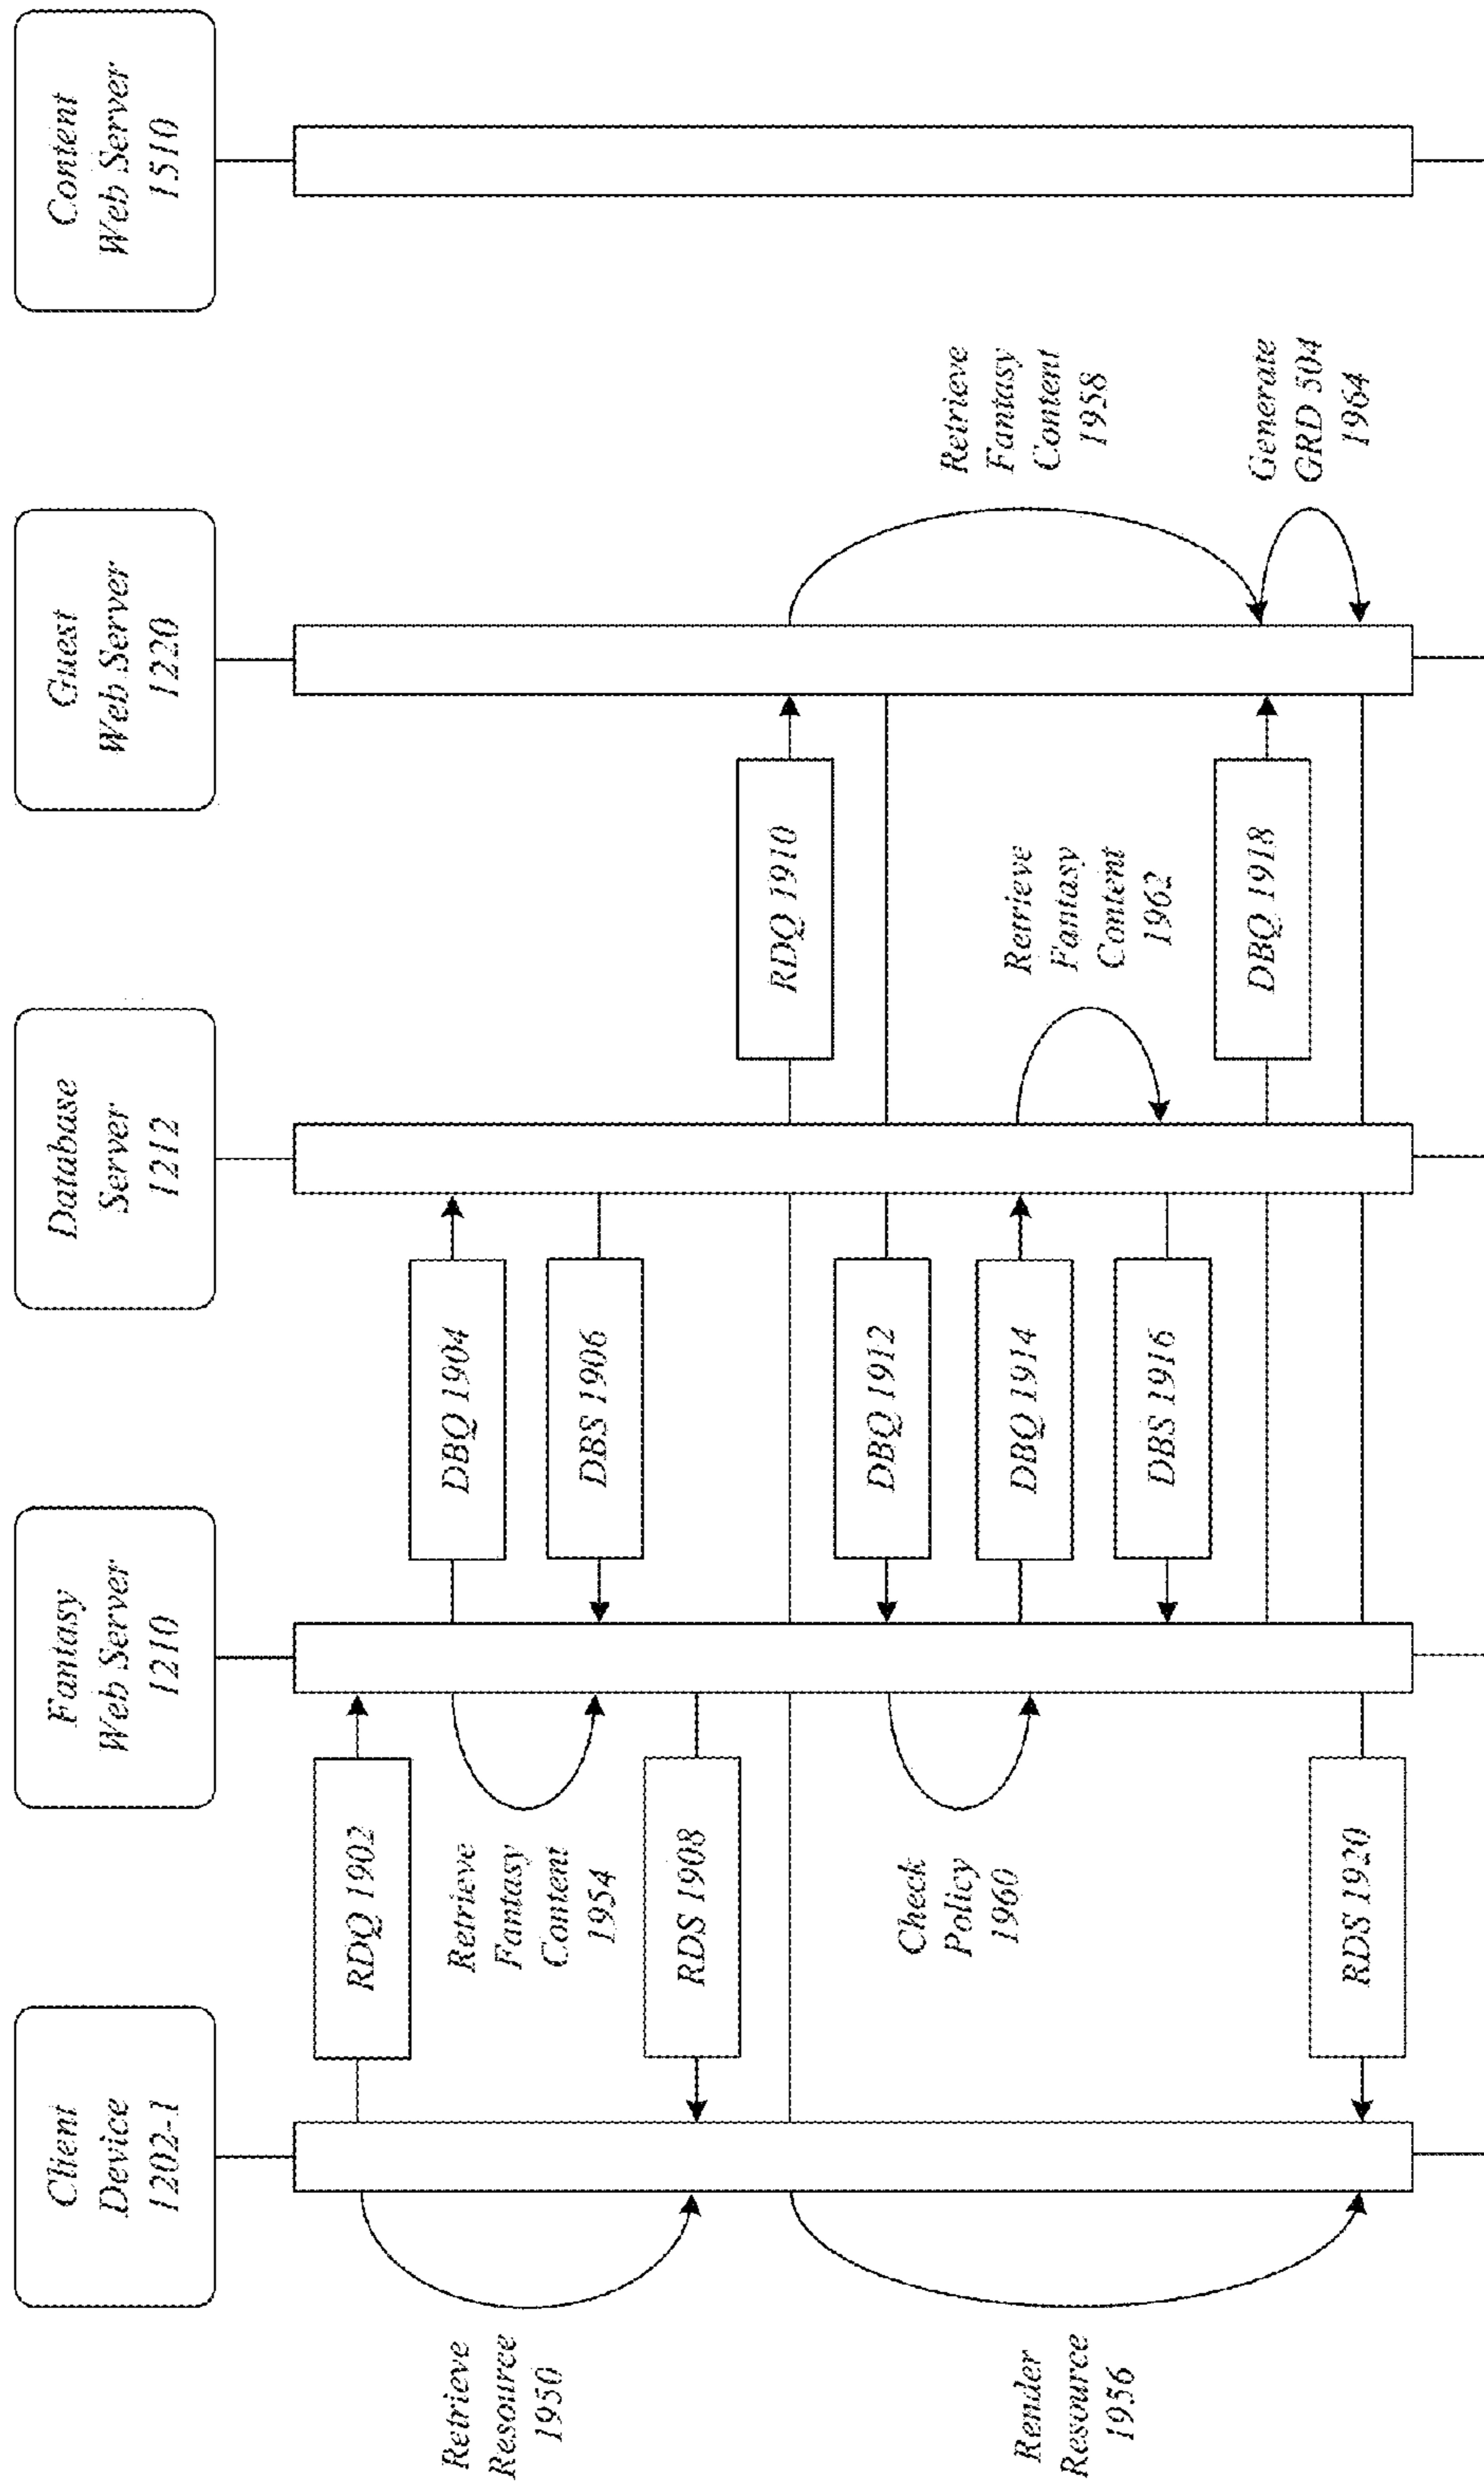 Client
Device
1202-1
Fantasy
Web Server
1210
Database
Server
1212
Guest
Web Server
1220
Content
Web Server
1510
RDQ 1902
DBQ 1904
Retrieve
Resource
1950
Retrieve
Fantasy
Content
1954
DBS 1906
RDS 1908
RDQ 1910
DBQ 1912
Retrieve
Fantasy
Content
1958
Check
Policy
1960
DBQ 1914
Retrieve
Fantasy
Content
1962
Render
Resource
1956
DBS 1916
DBQ 1918
Generate
GRD 504
1964
RDS 1920